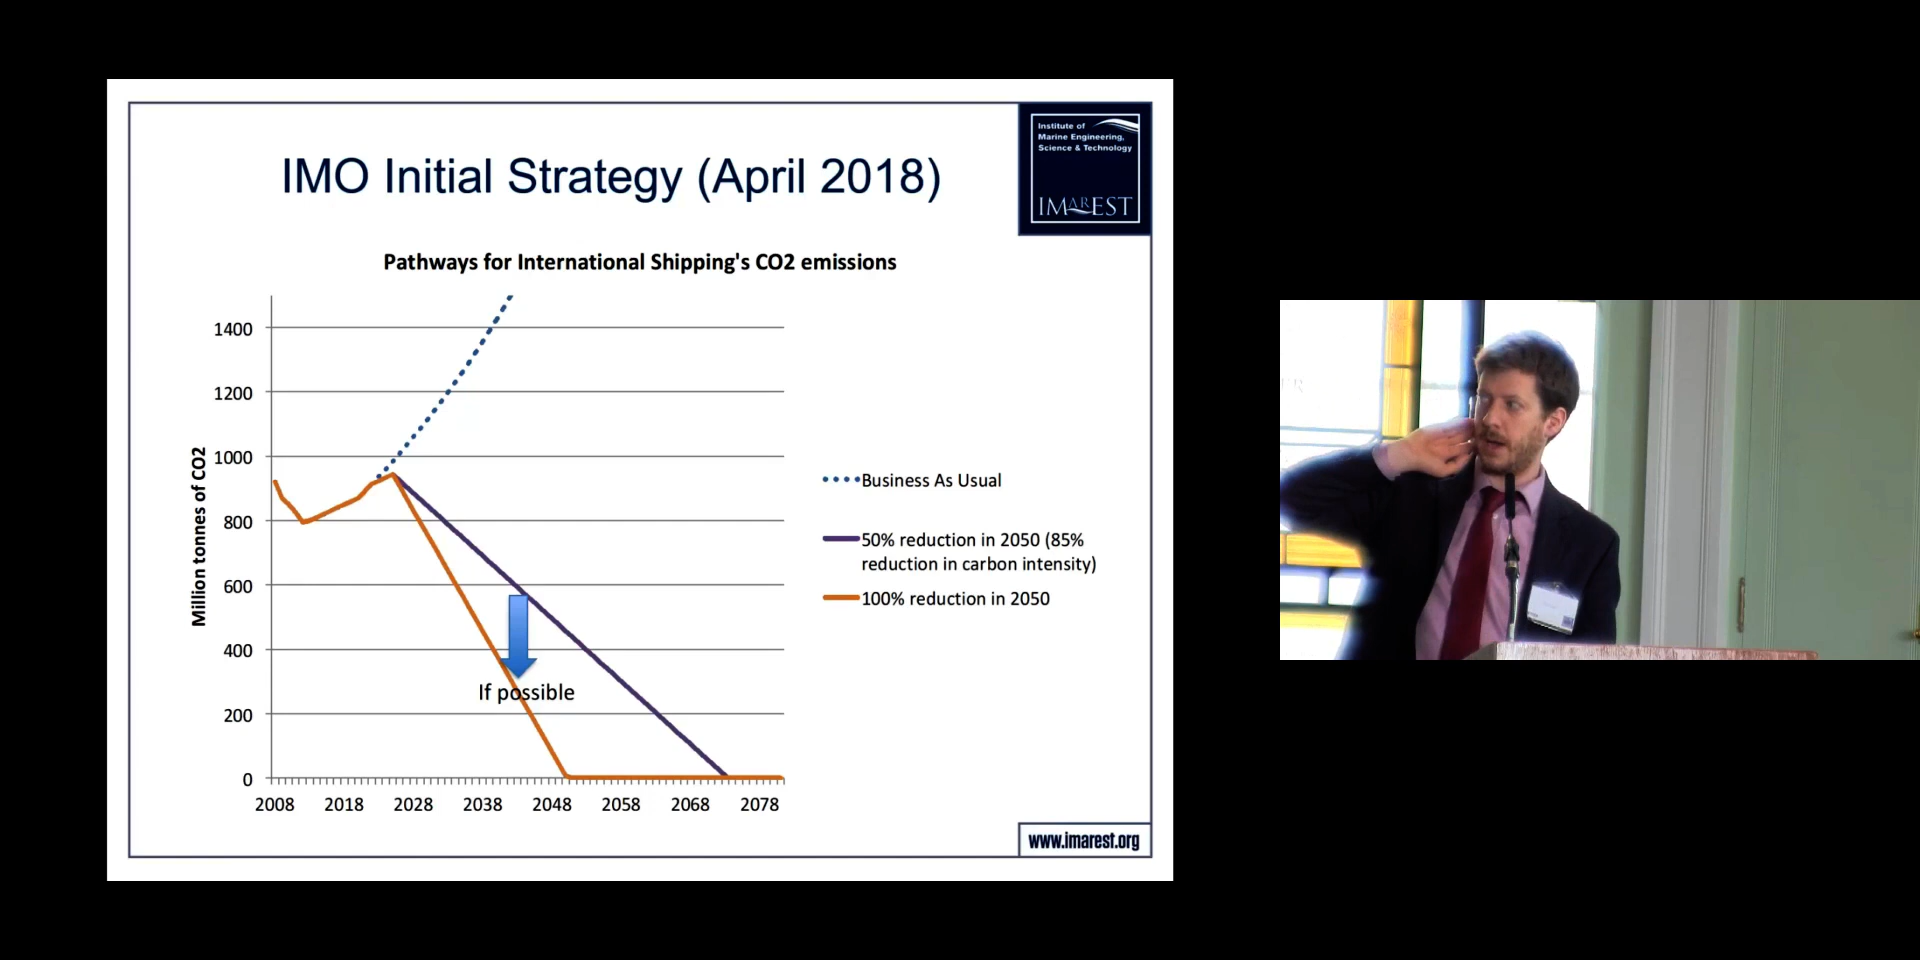 Institute of
Marine Engineering,
Science & Technology
IMAREST
IMO Initial Strategy (April 2018)
Pathways for International Shipping's CO2 emissions
Million tonnes of CO2
1400
1200
1000
800
600
400
200
0
2008 2018 2028 2038 2048 2058 2068 2078
If possible
Business As Usual
50% reduction in 2050 (85%
reduction in carbon intensity)
100% reduction in 2050
www.imarest.org